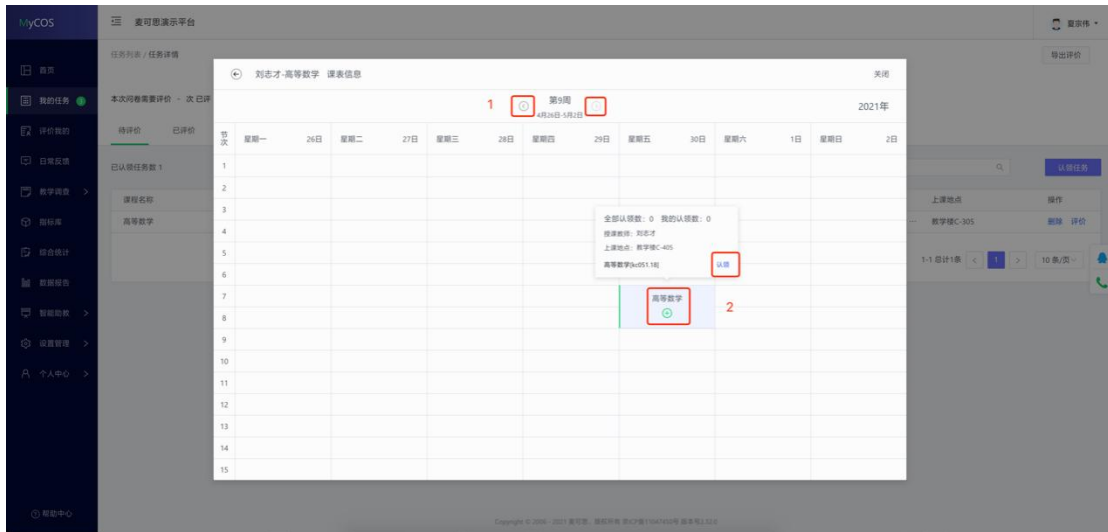 MyCOS
麦可思演示平台
夏宗伟
任务列表 / 任务详情
导出评价
首页
我的任务
评价我的
日常反馈
教学调查
指标库
综合统计
数据报告
智能助教
设置管理
个人中心
帮助中心
本次问卷需要评价 - 次 已评
待评价 已评价
已认领任务数 1
认领任务
课程名称
上课地点 操作
高等数学
教学楼C-305 删除 评价
1-1 总计1条 1 10 条/页
刘志才-高等数学 课表信息
关闭
1
第9周
4月26日-5月2日
2021年
节次 星期一 26日 星期二 27日 星期三 28日 星期四 29日 星期五 30日 星期六 1日 星期日 2日
1
2
3
4
5
6
7
8
9
10
11
12
13
14
15
全部认领数: 0 我的认领数: 0
授课教师: 刘志才
上课地点: 教学楼C-405
高等数学[kc051.18] 认领
高等数学
2